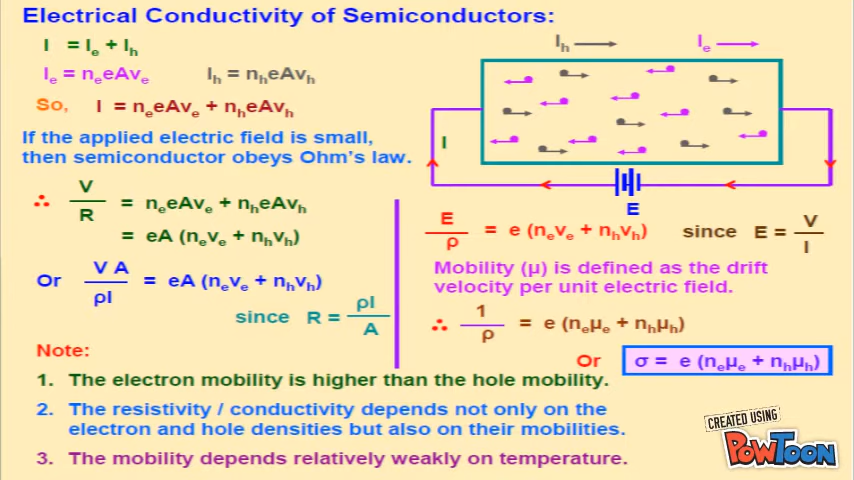 Electrical Conductivity of Semiconductors:
I = Ie + Ih
Ie = neeAve
Ih = nheAvh
So, I = neeAve + nheAvh
If the applied electric field is small,
then semiconductor obeys Ohm's law.
∴ V/R = neeAve + nheAvh
= eA (neve + nhvh)
Or V A/ρl = eA (neve + nhvh)
since R = ρl/A
Note:
Ih
Ie
I
E
E/ρ = e (neve + nhvh) since E = V/l
Mobility (μ) is defined as the drift
velocity per unit electric field.
∴ 1/ρ = e (neμe + nhμh)
Or σ = e (neμe + nhμh)
1. The electron mobility is higher than the hole mobility.
2. The resistivity / conductivity depends not only on the
electron and hole densities but also on their mobilities.
3. The mobility depends relatively weakly on temperature.
CREATED USING
POWTOON